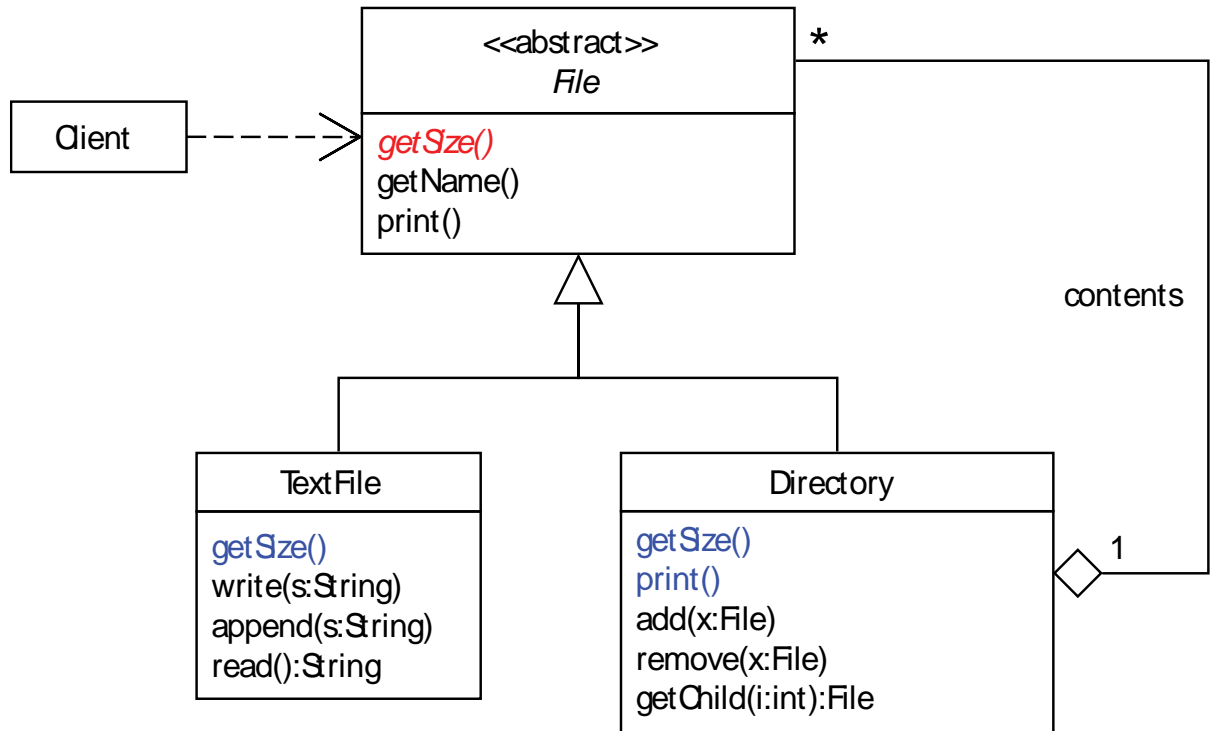 <<abstract>>
File
*
Client
getSize()
getName()
print()
contents
TextFile
getSize()
write(s:String)
append(s:String)
read():String
Directory
getSize()
print()
add(x:File)
remove(x:File)
getChild(i:int):File
1